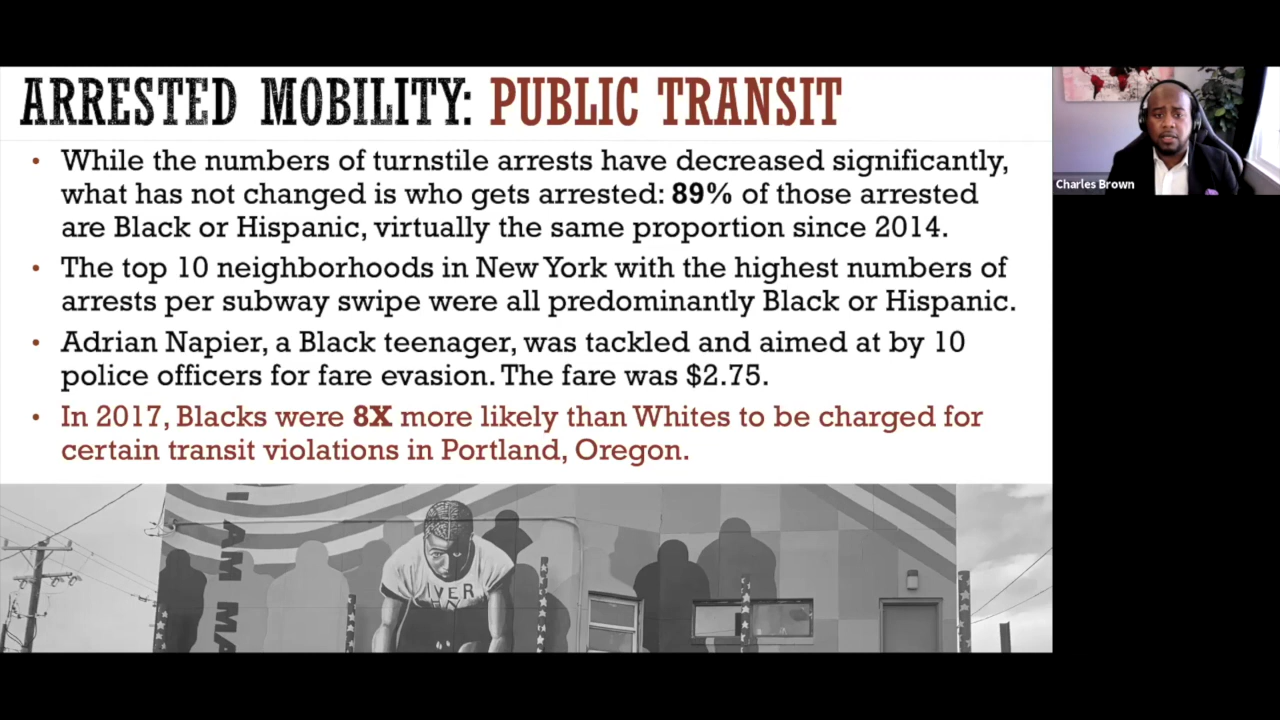 ARRESTED MOBILITY: PUBLIC TRANSIT
• While the numbers of turnstile arrests have decreased significantly,
what has not changed is who gets arrested: 89% of those arrested
are Black or Hispanic, virtually the same proportion since 2014.
• The top 10 neighborhoods in New York with the highest numbers of
arrests per subway swipe were all predominantly Black or Hispanic.
• Adrian Napier, a Black teenager, was tackled and aimed at by 10
police officers for fare evasion. The fare was $2.75.
• In 2017, Blacks were 8X more likely than Whites to be charged for
certain transit violations in Portland, Oregon.
I AM MA
Charles Brown